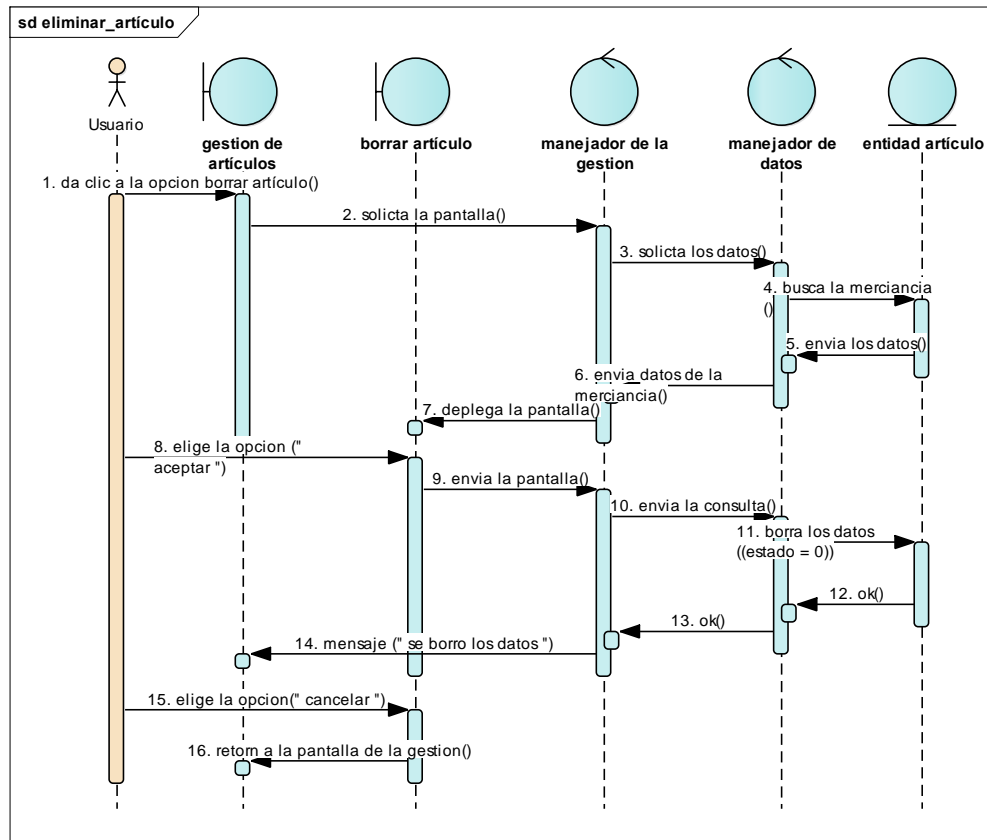 sd eliminar_artículo
Usuario
gestion de
artículos
borrar artículo
manejador de la
gestion
manejador de
datos
entidad artículo
1. da clic a la opcion borrar artículo()
2. solicta la pantalla()
3. solicta los datos()
4. busca la merciancia
()
5. envia los datos()
6. envia datos de la
merciancia()
7. deplega la pantalla()
8. elige la opcion ("
aceptar ")
9. envia la pantalla()
10. envia la consulta()
11. borra los datos
((estado = 0))
12. ok()
13. ok()
14. mensaje (" se borro los datos ")
15. elige la opcion(" cancelar ")
16. retorn a la pantalla de la gestion()